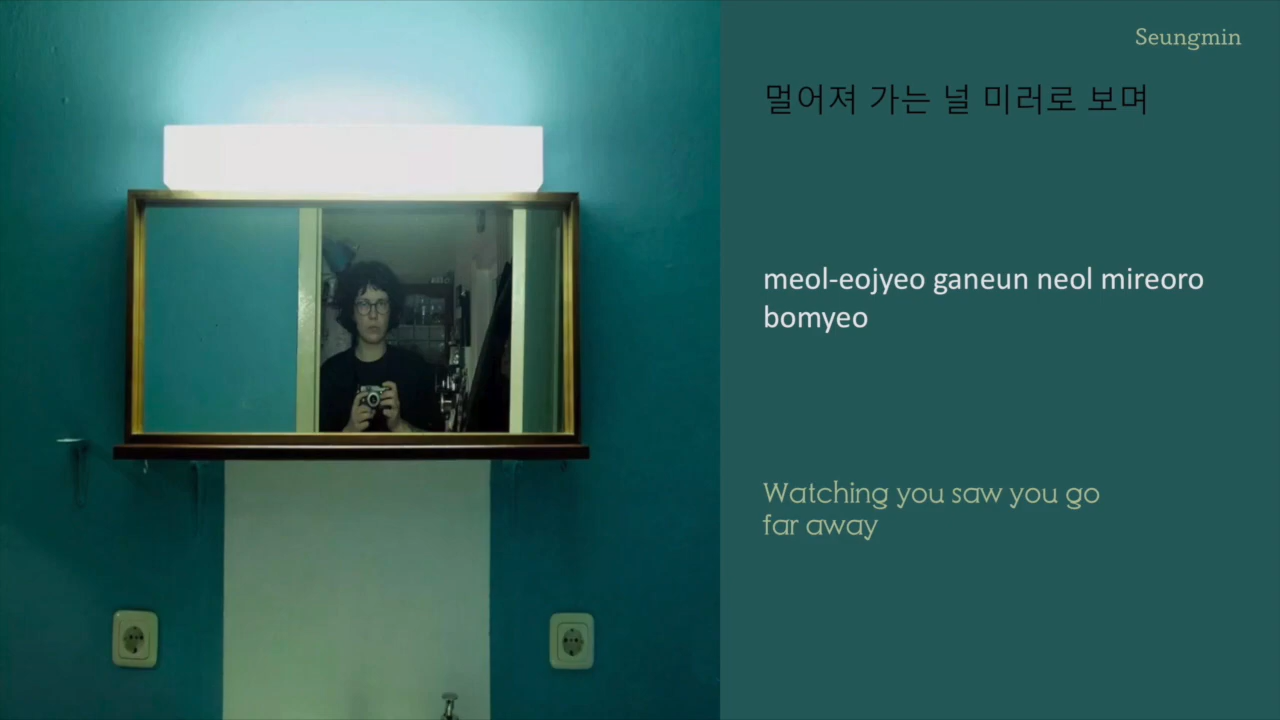 Seungmin
멀어져 가는 널 미러로 보며
meol-eojyeo ganeun neol mireoro
bomyeo
Watching you saw you go
far away